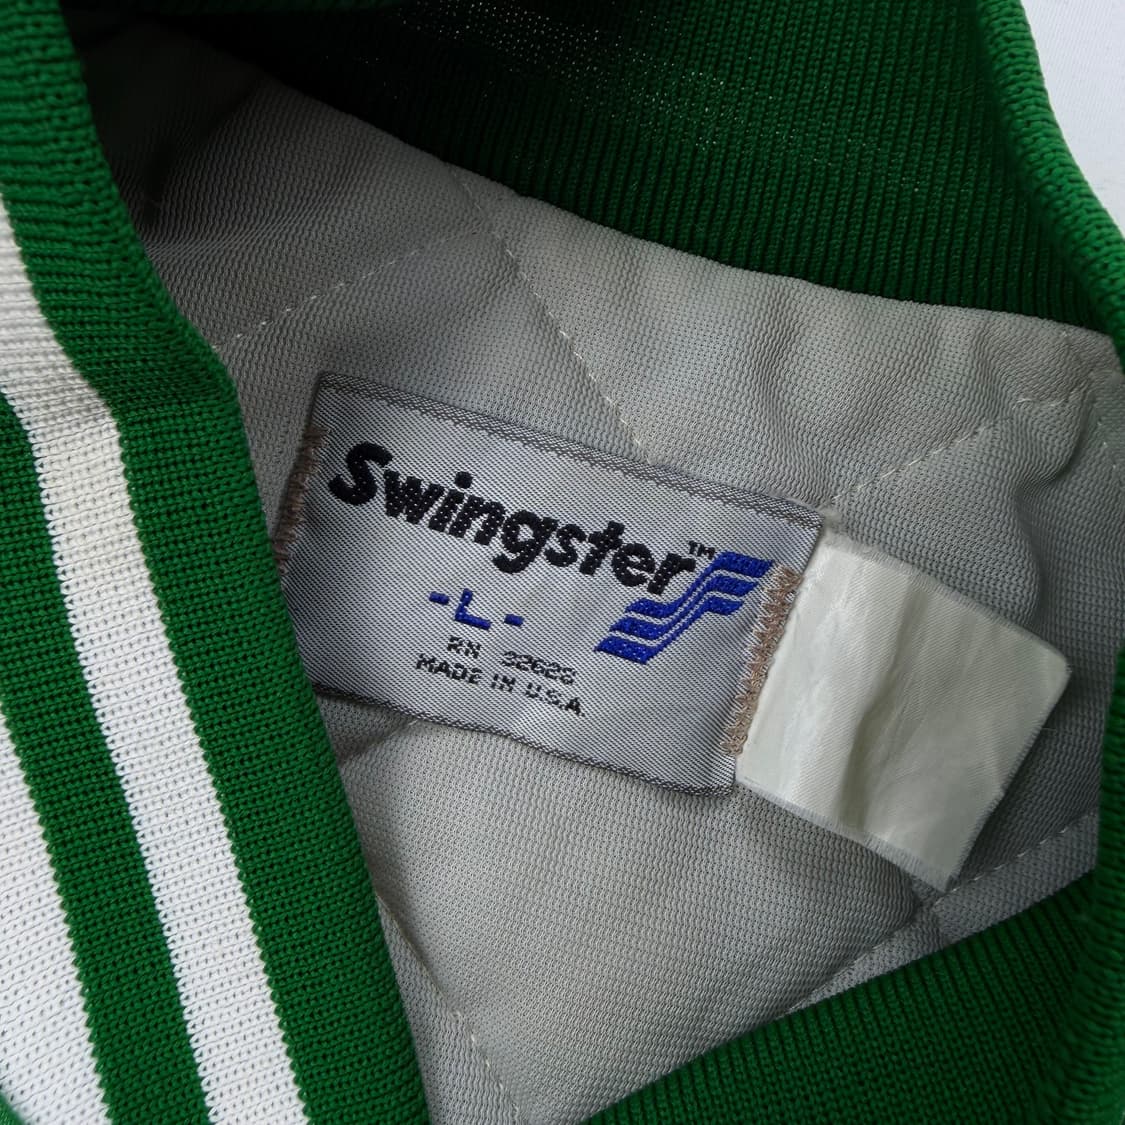 Swingster™
-L-
RN 32628
MADE IN U.S.A.